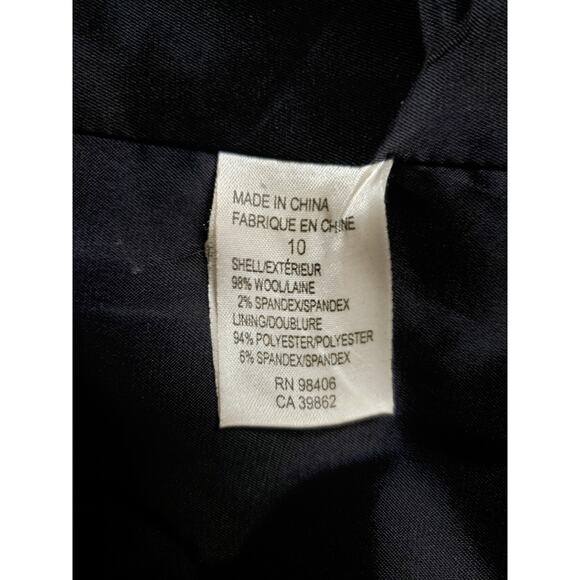 MADE IN CHINA
FABRIQUE EN CHINE
10
SHELL/EXTÉRIEUR
98% WOOL/LAINE
2% SPANDEX/SPANDEX
LINING/DOUBLURE
94% POLYESTER/POLYESTER
6% SPANDEX/SPANDEX
RN 98406
CA 39862